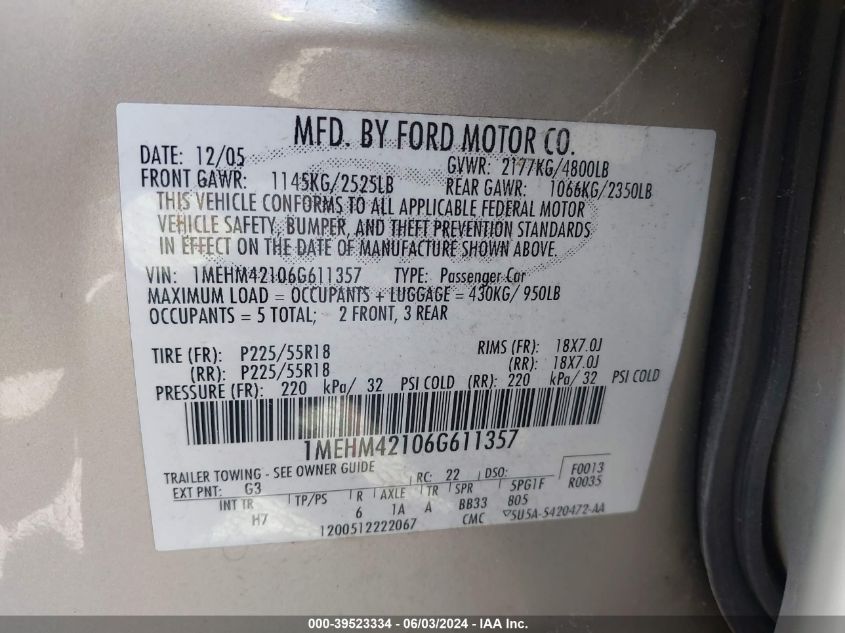 MFD. BY FORD MOTOR CO.
DATE: 12/05 GVWR: 2177KG/4800LB
FRONT GAWR: 1145KG/2525LB REAR GAWR: 1066KG/2350LB
THIS VEHICLE CONFORMS TO ALL APPLICABLE FEDERAL MOTOR
VEHICLE SAFETY, BUMPER, AND THEFT PREVENTION STANDARDS
IN EFFECT ON THE DATE OF MANUFACTURE SHOWN ABOVE.
VIN: 1MEHM42106G611357 TYPE: Passenger Car
MAXIMUM LOAD = OCCUPANTS + LUGGAGE = 430KG/ 950LB
OCCUPANTS = 5 TOTAL; 2 FRONT, 3 REAR
TIRE (FR): P225/55R18 RIMS (FR): 18X7.0J
(RR): P225/55R18 (RR): 18X7.0J
PRESSURE (FR): 220 kPa/ 32 PSI COLD (RR): 220 kPa/ 32 PSI COLD
1MEHM42106G611357
TRAILER TOWING - SEE OWNER GUIDE
EXT PNT: G3 RC: 22 DSO: F0013
R0035
INT TR TP/PS R AXLE TR SPR 5PG1F
H7 6 1A A BB33 805
1200512222067 CMC ▽5U5A-5420472-AA
000-39523334 - 06/03/2024 - IAA Inc.